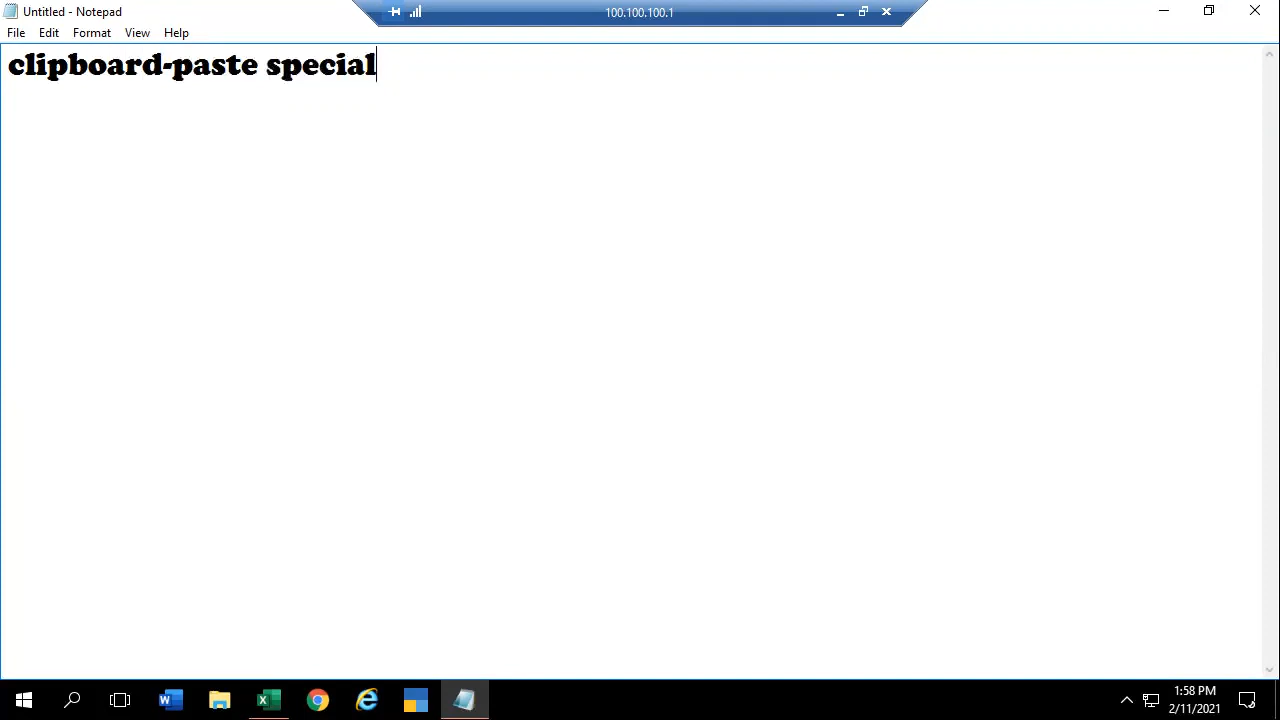 Untitled - Notepad
100.100.100.1
File Edit Format View Help
clipboard-paste special
1:58 PM
2/11/2021